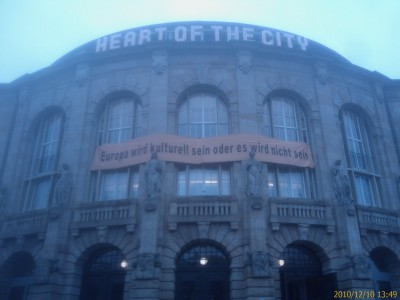 HEART OF THE CITY
Europa wird kulturell sein oder es wird nicht sein
2010/12/10 13:49